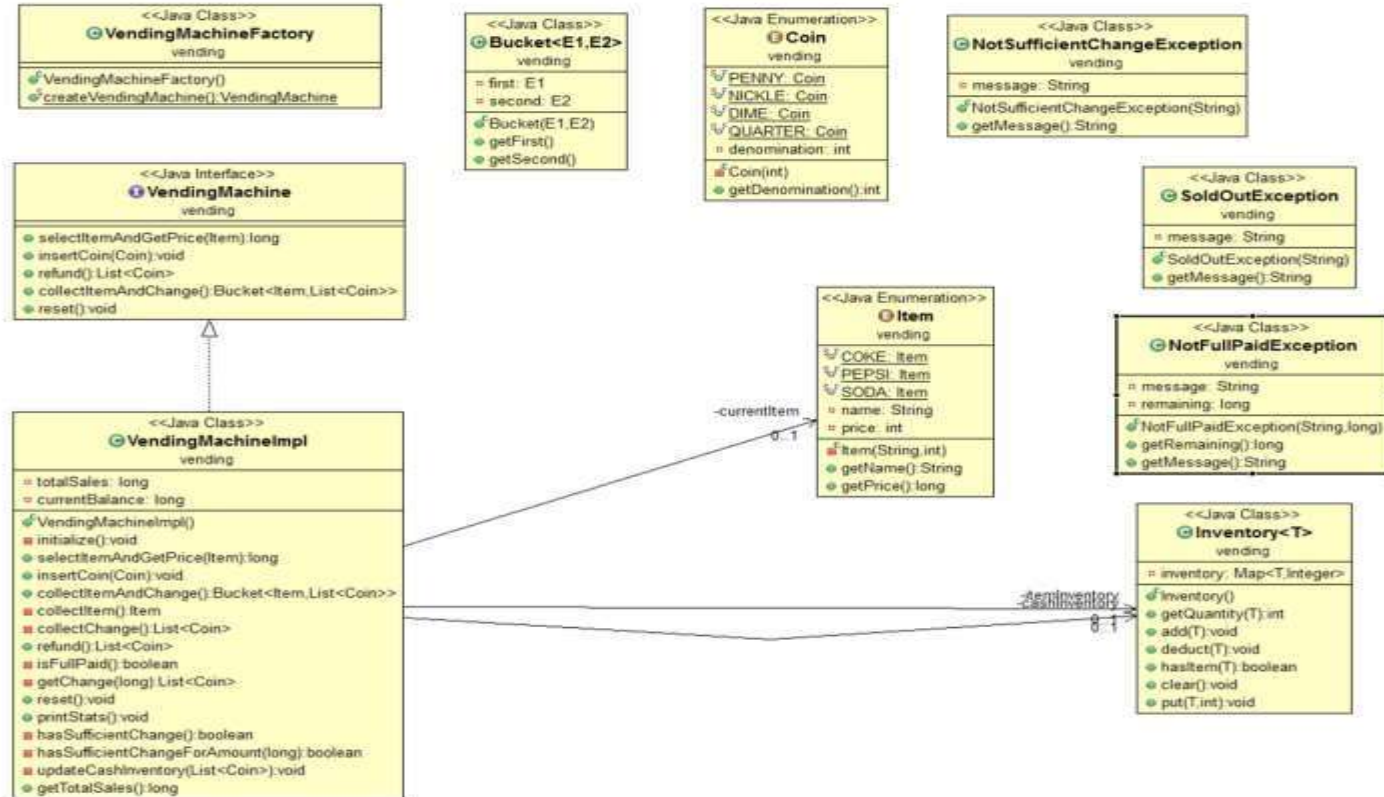 <<Java Class>>
VendingMachineFactory
vending
VendingMachineFactory()
createVendingMachine():VendingMachine
<<Java Class>>
Bucket<E1,E2>
vending
first: E1
second: E2
Bucket(E1,E2)
getFirst()
getSecond()
<<Java Enumeration>>
Coin
vending
PENNY: Coin
NICKLE: Coin
DIME: Coin
QUARTER: Coin
denomination: int
Coin(int)
getDenomination():int
<<Java Class>>
NotSufficientChangeException
vending
message: String
NotSufficientChangeException(String)
getMessage():String
<<Java Interface>>
VendingMachine
vending
selectItemAndGetPrice(Item):long
insertCoin(Coin):void
refund():List<Coin>
collectItemAndChange():Bucket<Item,List<Coin>>
reset():void
<<Java Class>>
SoldOutException
vending
message: String
SoldOutException(String)
getMessage():String
<<Java Enumeration>>
Item
vending
COKE: Item
PEPSI: Item
SODA: Item
name: String
price: int
Item(String,int)
getName():String
getPrice():long
<<Java Class>>
NotFullPaidException
vending
message: String
remaining: long
NotFullPaidException(String,long)
getRemaining():long
getMessage():String
-currentItem
0..1
<<Java Class>>
VendingMachineImpl
vending
totalSales: long
currentBalance: long
VendingMachineImpl()
initialize():void
selectItemAndGetPrice(Item):long
insertCoin(Coin):void
collectItemAndChange():Bucket<Item,List<Coin>>
collectItem():Item
collectChange():List<Coin>
refund():List<Coin>
isFullPaid():boolean
getChange(long):List<Coin>
reset():void
printStats():void
hasSufficientChange():boolean
hasSufficientChangeForAmount(long):boolean
updateCashInventory(List<Coin>):void
getTotalSales():long
-itemInventory
-cashInventory
0..1
0..1
<<Java Class>>
Inventory<T>
vending
inventory: Map<T,Integer>
Inventory()
getQuantity(T):int
add(T):void
deduct(T):void
hasItem(T):boolean
clear():void
put(T,int):void